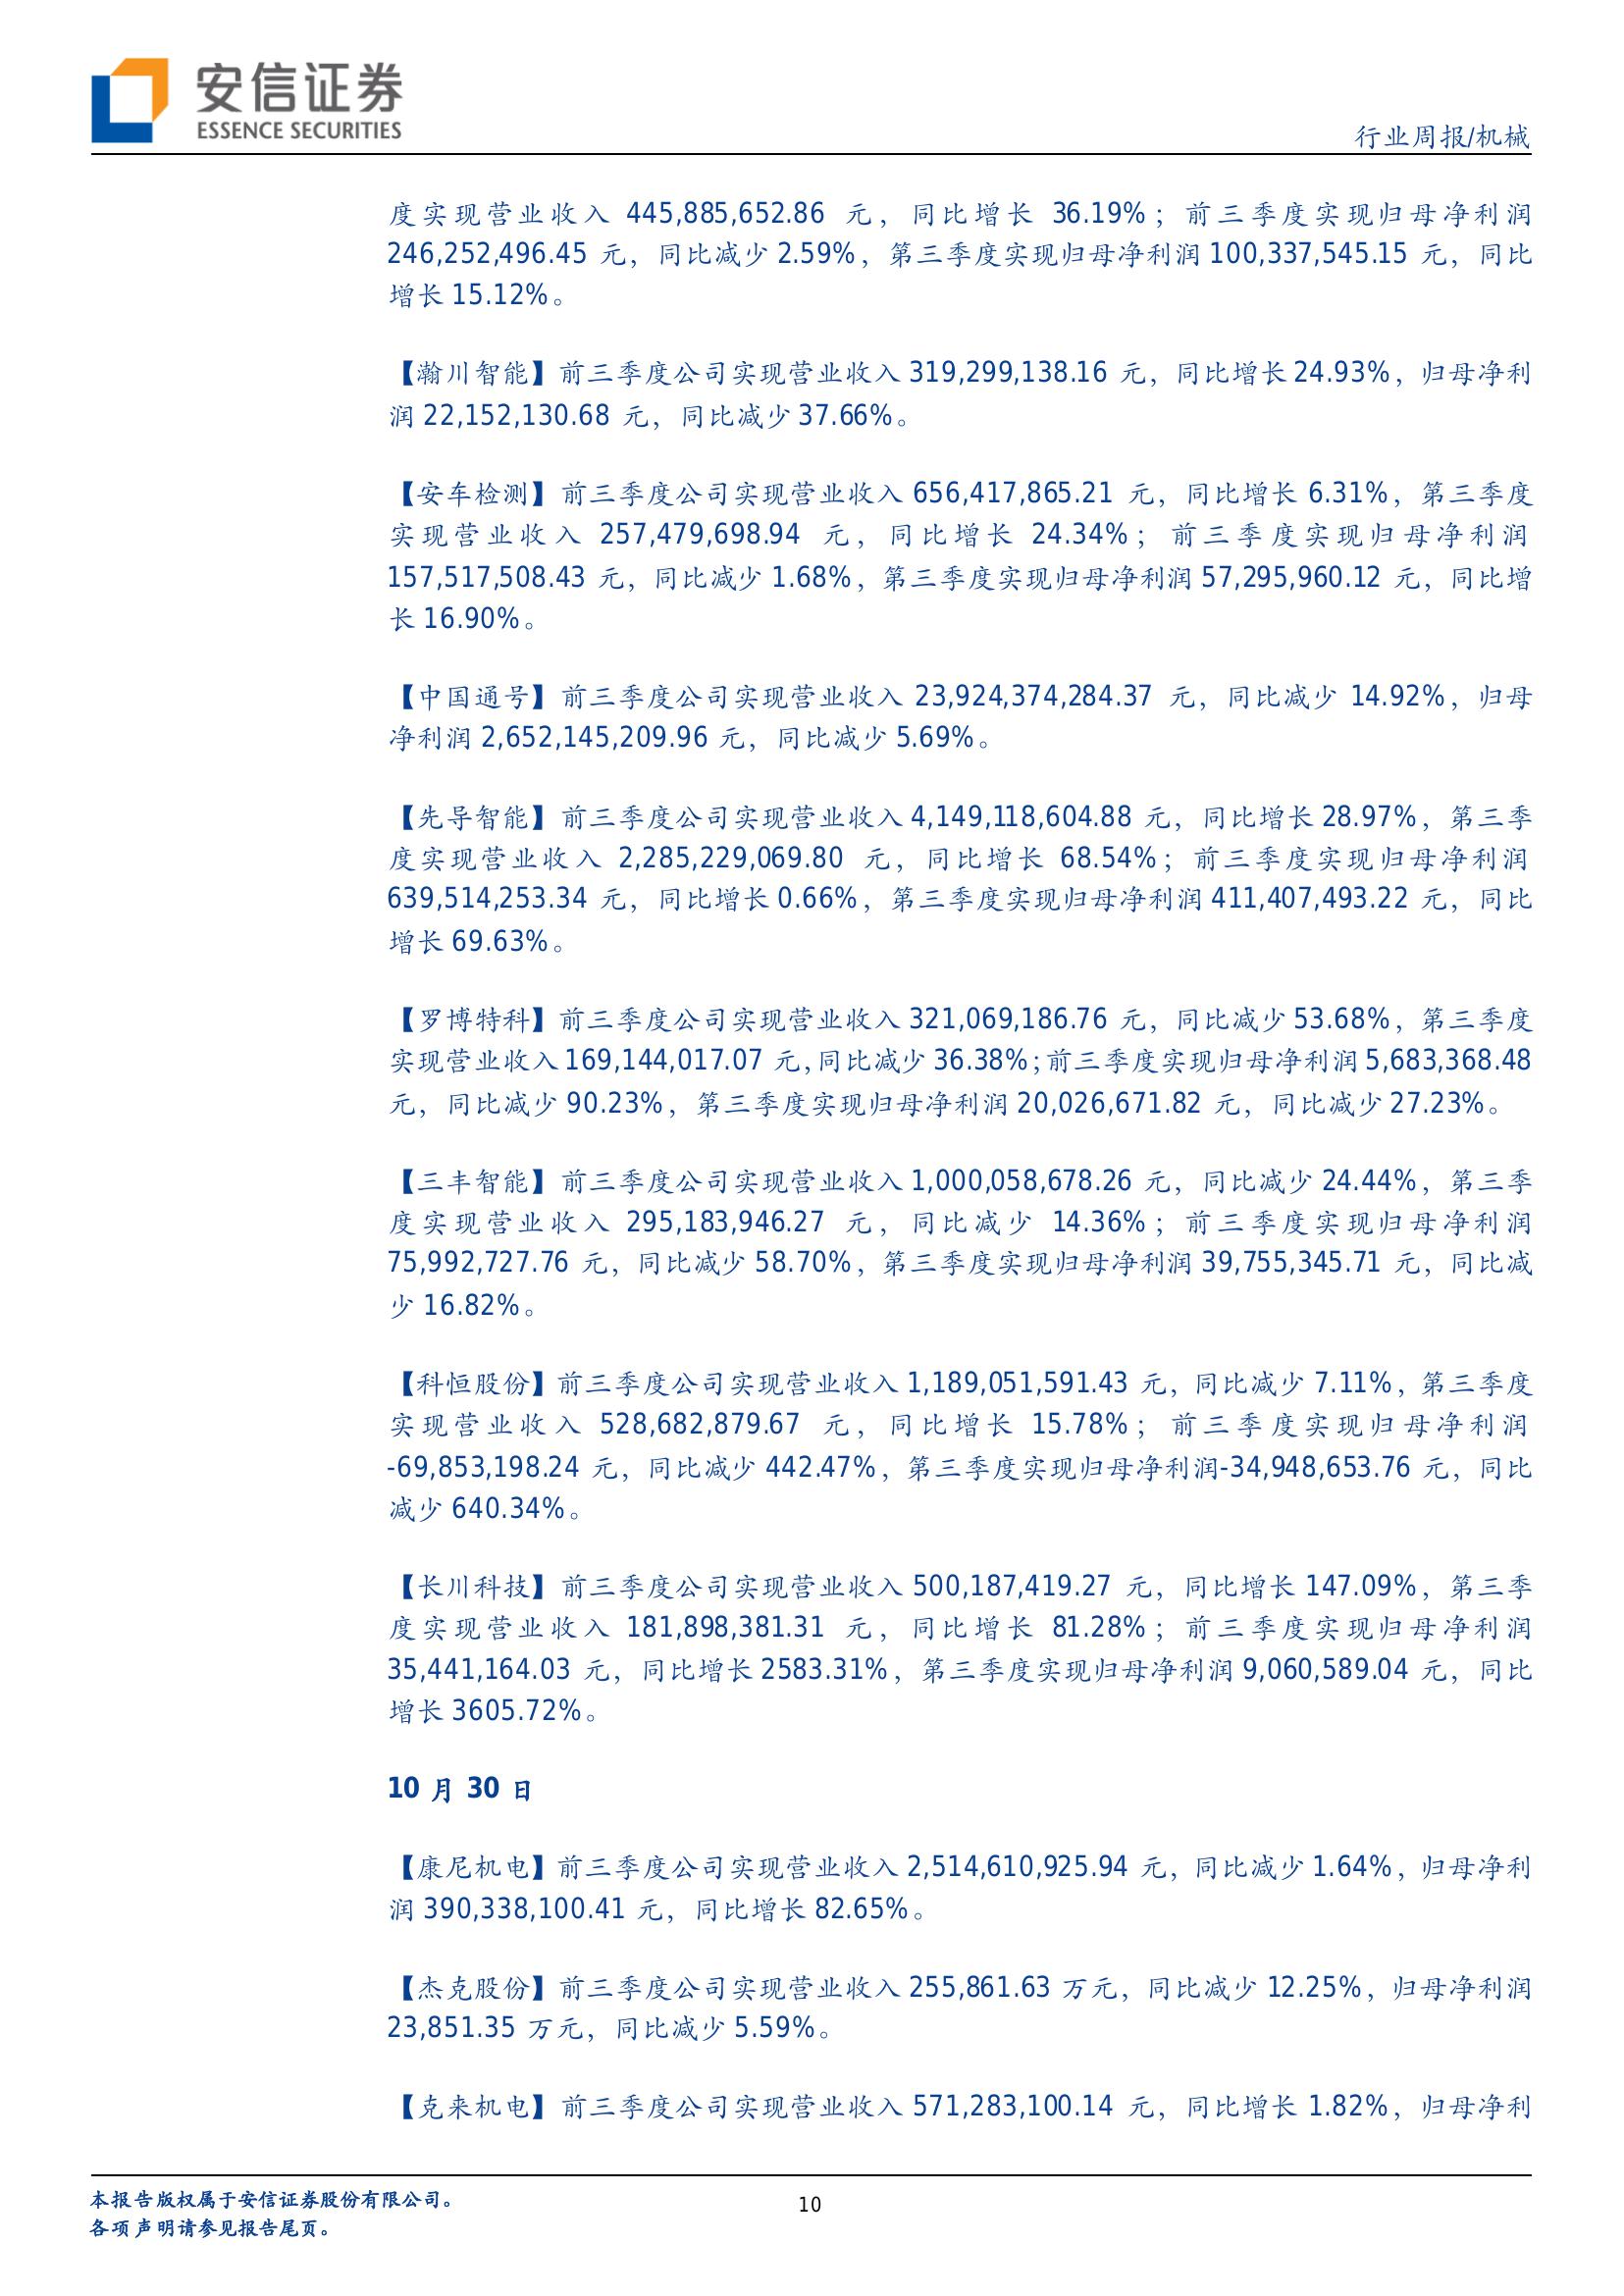 安信证券
ESSENCE SECURITIES
行业周报/机械
度实现营业收入 445,885,652.86 元，同比增长 36.19%；前三季度实现归母净利润
246,252,496.45 元，同比减少 2.59%，第三季度实现归母净利润 100,337,545.15 元，同比
增长 15.12%。
【瀚川智能】前三季度公司实现营业收入 319,299,138.16 元，同比增长 24.93%，归母净利
润 22,152,130.68 元，同比减少 37.66%。
【安车检测】前三季度公司实现营业收入 656,417,865.21 元，同比增长 6.31%，第三季度
实现营业收入 257,479,698.94 元，同比增长 24.34%；前三季度实现归母净利润
157,517,508.43 元，同比减少 1.68%，第三季度实现归母净利润 57,295,960.12 元，同比增
长 16.90%。
【中国通号】前三季度公司实现营业收入 23,924,374,284.37 元，同比减少 14.92%，归母
净利润 2,652,145,209.96 元，同比减少 5.69%。
【先导智能】前三季度公司实现营业收入 4,149,118,604.88 元，同比增长 28.97%，第三季
度实现营业收入 2,285,229,069.80 元，同比增长 68.54%；前三季度实现归母净利润
639,514,253.34 元，同比增长 0.66%，第三季度实现归母净利润 411,407,493.22 元，同比
增长 69.63%。
【罗博特科】前三季度公司实现营业收入 321,069,186.76 元，同比减少 53.68%，第三季度
实现营业收入 169,144,017.07 元，同比减少 36.38%；前三季度实现归母净利润 5,683,368.48
元，同比减少 90.23%，第三季度实现归母净利润 20,026,671.82 元，同比减少 27.23%。
【三丰智能】前三季度公司实现营业收入 1,000,058,678.26 元，同比减少 24.44%，第三季
度实现营业收入 295,183,946.27 元，同比减少 14.36%；前三季度实现归母净利润
75,992,727.76 元，同比减少 58.70%，第三季度实现归母净利润 39,755,345.71 元，同比减
少 16.82%。
【科恒股份】前三季度公司实现营业收入 1,189,051,591.43 元，同比减少 7.11%，第三季度
实现营业收入 528,682,879.67 元，同比增长 15.78%；前三季度实现归母净利润
-69,853,198.24 元，同比减少 442.47%，第三季度实现归母净利润-34,948,653.76 元，同比
减少 640.34%。
【长川科技】前三季度公司实现营业收入 500,187,419.27 元，同比增长 147.09%，第三季
度实现营业收入 181,898,381.31 元，同比增长 81.28%；前三季度实现归母净利润
35,441,164.03 元，同比增长 2583.31%，第三季度实现归母净利润 9,060,589.04 元，同比
增长 3605.72%。
10 月 30 日
【康尼机电】前三季度公司实现营业收入 2,514,610,925.94 元，同比减少 1.64%，归母净利
润 390,338,100.41 元，同比增长 82.65%。
【杰克股份】前三季度公司实现营业收入 255,861.63 万元，同比减少 12.25%，归母净利润
23,851.35 万元，同比减少 5.59%。
【克来机电】前三季度公司实现营业收入 571,283,100.14 元，同比增长 1.82%，归母净利
本报告版权属于安信证券股份有限公司。
各项声明请参见报告尾页。
10